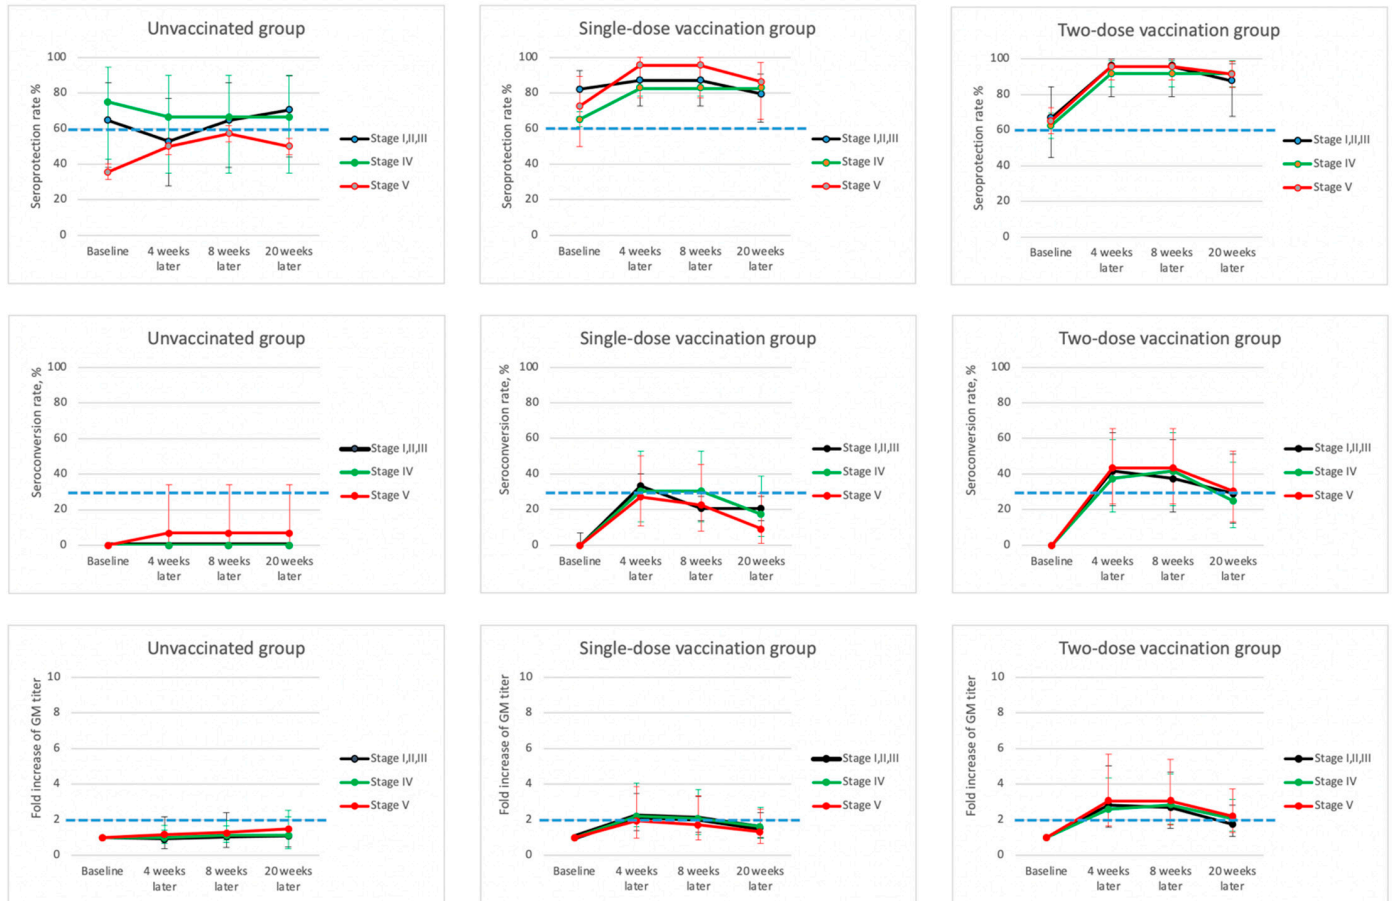 Unvaccinated group
Seroprotection rate %
100
80
60
40
20
0
Baseline
4 weeks
later
8 weeks
later
20 weeks
later
Stage I,II,III
Stage IV
Stage V
Single-dose vaccination group
Seroprotection rate %
100
80
60
40
20
0
Baseline
4 weeks
later
8 weeks
later
20 weeks
later
Stage I,II,III
Stage IV
Stage V
Two-dose vaccination group
Seroprotection rate %
100
80
60
40
20
0
Baseline
4 weeks
later
8 weeks
later
20 weeks
later
Stage I,II,III
Stage IV
Stage V
Unvaccinated group
Seroconversion rate, %
100
80
60
40
20
0
Baseline
4 weeks
later
8 weeks
later
20 weeks
later
Stage I,II,III
Stage IV
Stage V
Single-dose vaccination group
Seroconversion rate, %
100
80
60
40
20
0
Baseline
4 weeks
later
8 weeks
later
20 weeks
later
Stage I,II,III
Stage IV
Stage V
Two-dose vaccination group
Seroconversion rate, %
100
80
60
40
20
0
Baseline
4 weeks
later
8 weeks
later
20 weeks
later
Stage I,II,III
Stage IV
Stage V
Unvaccinated group
Fold increase of GM titer
10
8
6
4
2
0
Baseline
4 weeks
later
8 weeks
later
20 weeks
later
Stage I,II,III
Stage IV
Stage V
Single-dose vaccination group
Fold increase of GM titer
10
8
6
4
2
0
Baseline
4 weeks
later
8 weeks
later
20 weeks
later
Stage I,II,III
Stage IV
Stage V
Two-dose vaccination group
Fold increase of GM titer
10
8
6
4
2
0
Baseline
4 weeks
later
8 weeks
later
20 weeks
later
Stage I,II,III
Stage IV
Stage V